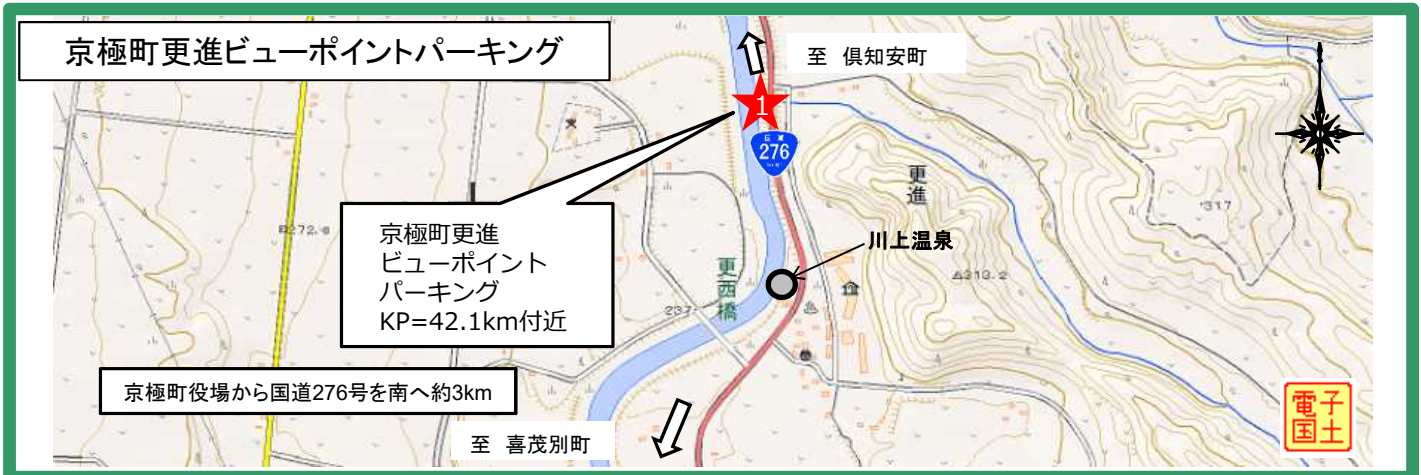 京極町更進ビューポイントパーキング
至 倶知安町
1
276
更進
317
京極町更進
ビューポイント
パーキング
KP=42.1km付近
川上温泉
313.2
272.8
更西橋
237
京極町役場から国道276号を南へ約3km
至 喜茂別町
電子
国土